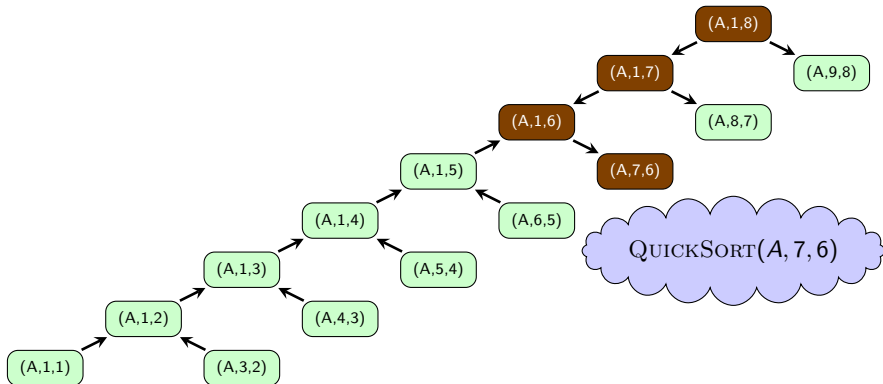 (A,1,8)
(A,1,7)
(A,9,8)
(A,1,6)
(A,8,7)
(A,1,5)
(A,7,6)
(A,1,4)
(A,6,5)
QUICKSORT(A, 7, 6)
(A,1,3)
(A,5,4)
(A,1,2)
(A,4,3)
(A,1,1)
(A,3,2)